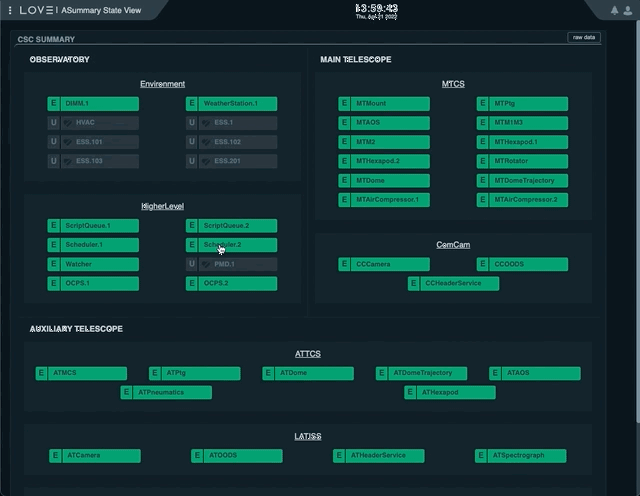 LOVE | ASummary State View
13:59:43
Thu, Apr 21 2022
CSC SUMMARY
raw data
OBSERVATORY
MAIN TELESCOPE
Environment
MTCS
E DIMM.1
E WeatherStation.1
E MTMount
E MTPtg
U HVAC
U ESS.1
E MTAOS
E MTM1M3
U ESS.101
U ESS.102
E MTM2
E MTHexapod.1
U ESS.103
U ESS.201
E MTHexapod.2
E MTRotator
E MTDome
E MTDomeTrajectory
E MTAirCompressor.1
E MTAirCompressor.2
HigherLevel
E ScriptQueue.1
E ScriptQueue.2
E Scheduler.1
E Scheduler.2
ComCam
E Watcher
U PMD.1
E CCCamera
E CCOODS
E OCPS.1
E OCPS.2
E CCHeaderService
AUXILIARY TELESCOPE
ATTCS
E ATMCS
E ATPtg
E ATDome
E ATDomeTrajectory
E ATAOS
E ATPneumatics
E ATHexapod
LATISS
E ATCamera
E ATOODS
E ATHeaderService
E ATSpectrograph